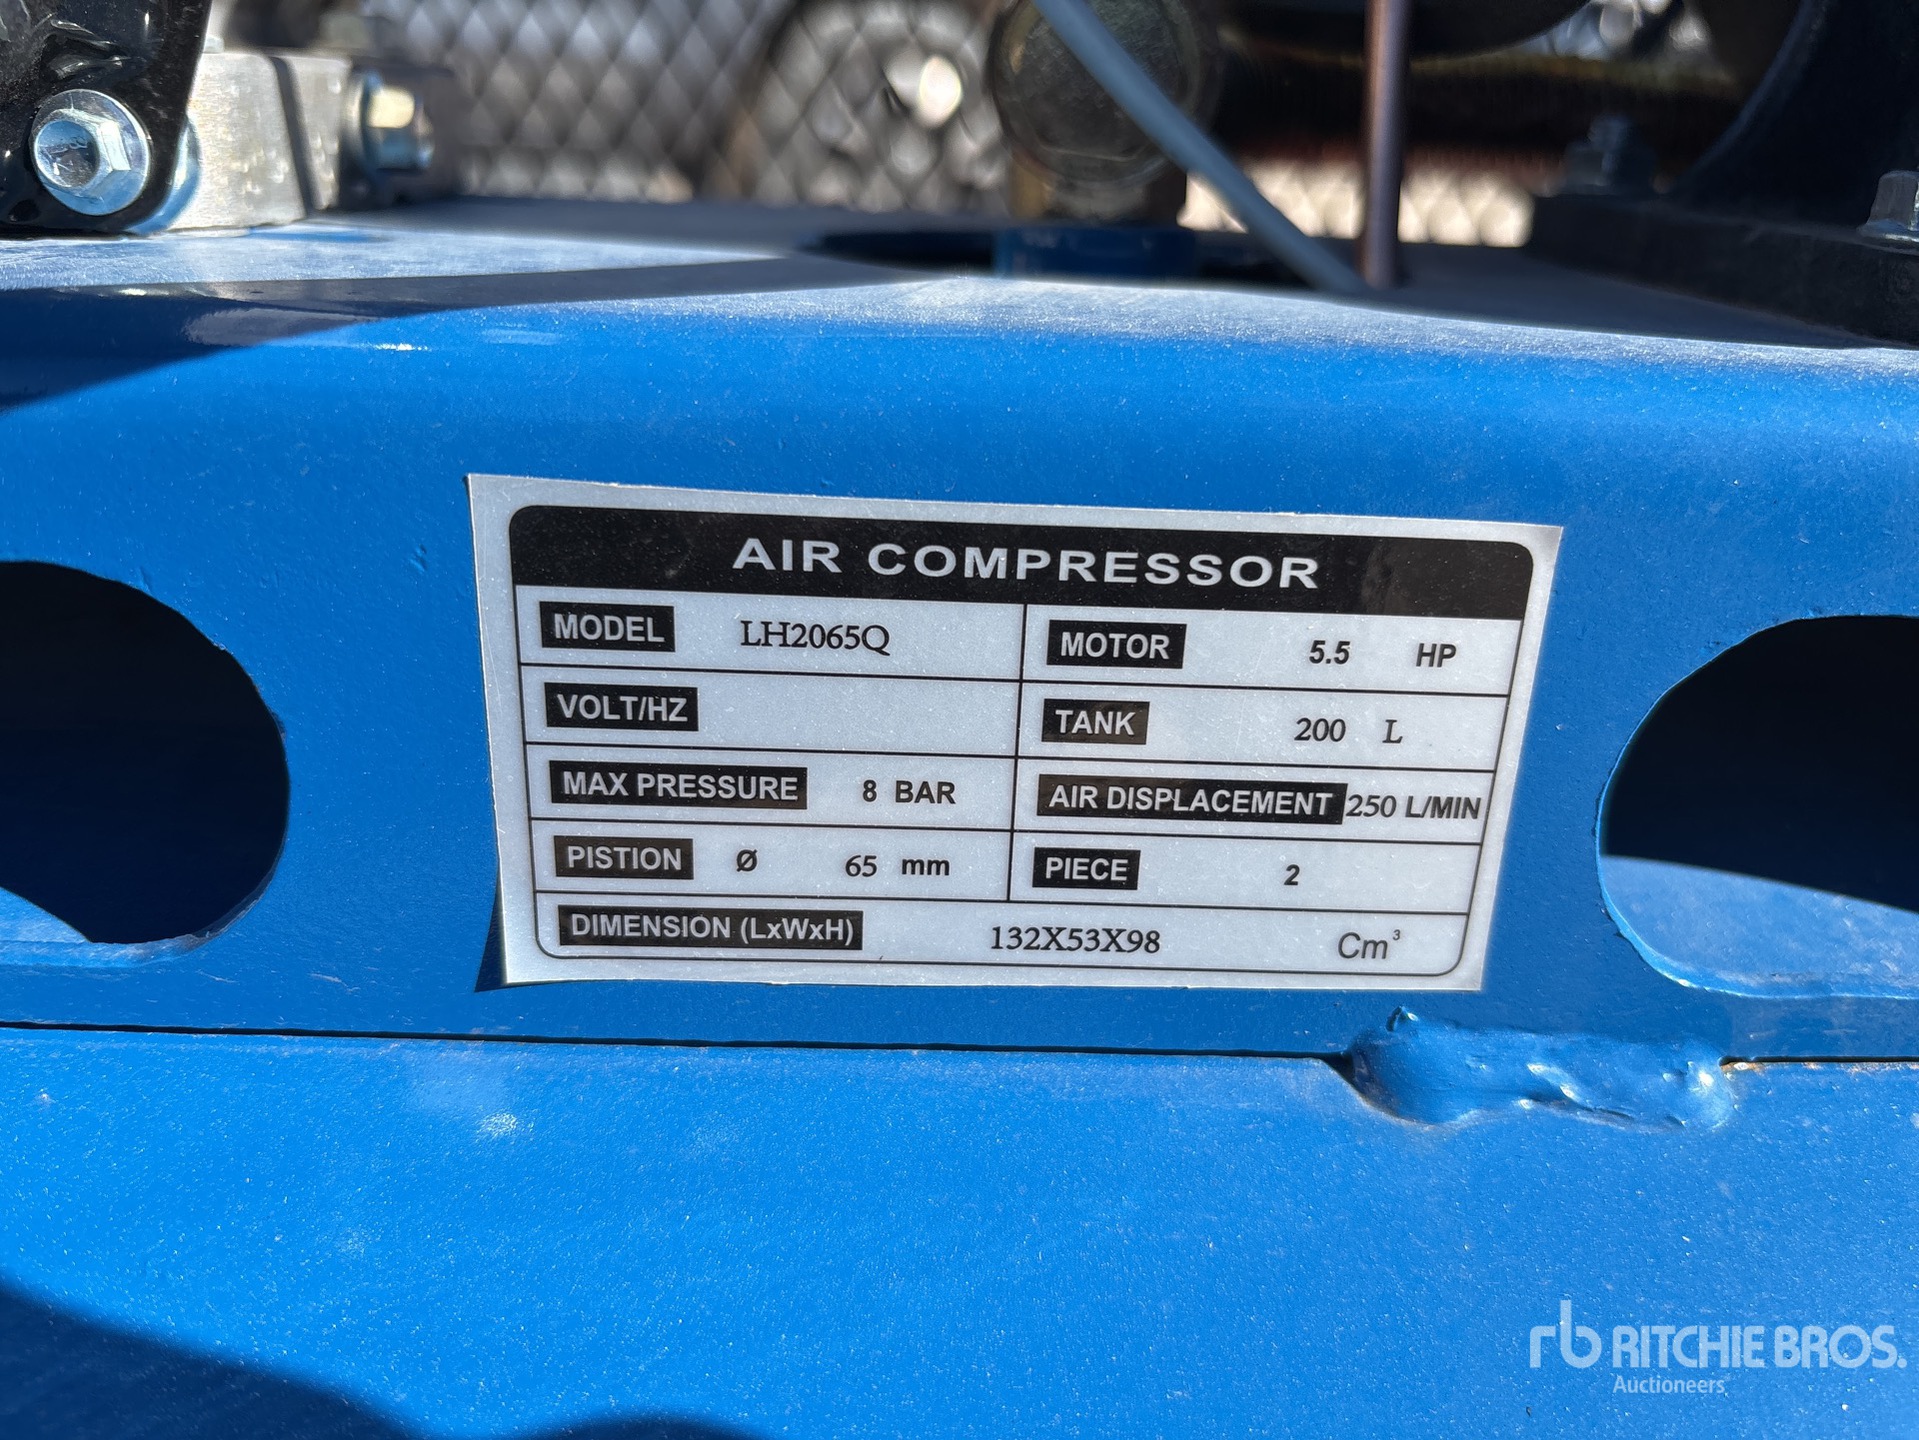 AIR COMPRESSOR
MODEL LH2065Q MOTOR 5.5 HP
VOLT/HZ TANK 200 L
MAX PRESSURE 8 BAR AIR DISPLACEMENT 250 L/MIN
PISTION Ø 65 mm PIECE 2
DIMENSION (LxWxH) 132X53X98 Cm³
rb RITCHIE BROS.
Auctioneers